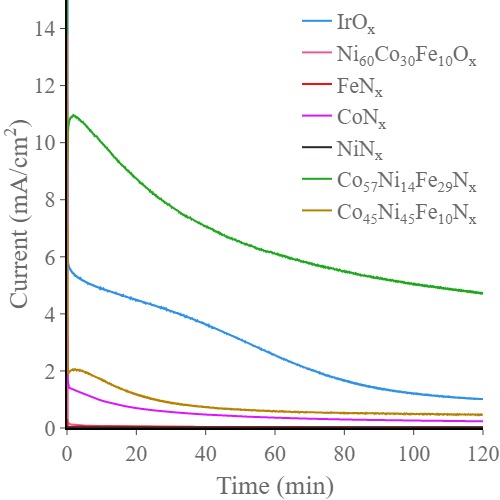 14
12
10
8
6
4
2
0
Current (mA/cm²)
IrOₓ
Ni₆₀Co₃₀Fe₁₀Oₓ
FeNₓ
CoNₓ
NiNₓ
Co₅₇Ni₁₄Fe₂₉Nₓ
Co₄₅Ni₄₅Fe₁₀Nₓ
0 20 40 60 80 100 120
Time (min)